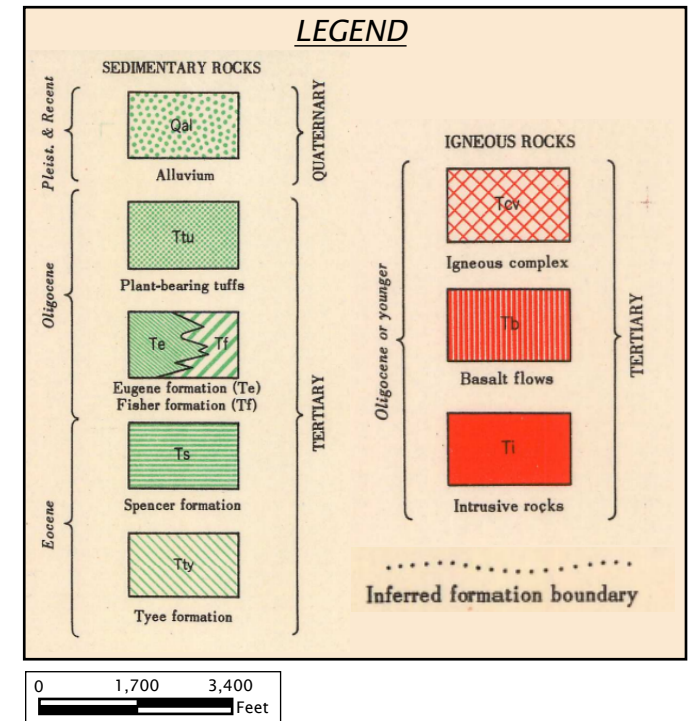 LEGEND
SEDIMENTARY ROCKS
Pleist. & Recent
Qal
Alluvium
QUATERNARY
Oligocene
Ttu
Plant-bearing tuffs
Te
Tf
Eugene formation (Te)
Fisher formation (Tf)
Ts
Spencer formation
Eocene
Tty
Tyee formation
TERTIARY
IGNEOUS ROCKS
Oligocene or younger
Tcv
Igneous complex
Tb
Basalt flows
Ti
Intrusive rocks
TERTIARY
Inferred formation boundary
0 1,700 3,400
Feet